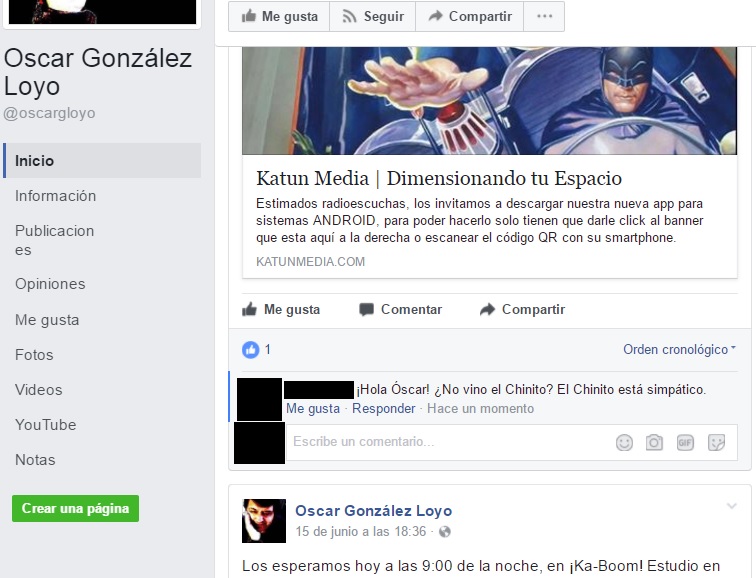 Me gusta Seguir Compartir ...
Oscar González
Loyo
@oscargloyo
Inicio
Información
Publicacion
es
Opiniones
Me gusta
Fotos
Videos
YouTube
Notas
Crear una página
Katun Media | Dimensionando tu Espacio
Estimados radioescuchas, los invitamos a descargar nuestra nueva app para
sistemas ANDROID, para poder hacerlo solo tienen que darle click al banner
que esta aquí a la derecha o escanear el código QR con su smartphone.
KATUNMEDIA.COM
Me gusta Comentar Compartir
1 Orden cronológico
¡Hola Óscar! ¿No vino el Chinito? El Chinito está simpático.
Me gusta · Responder · Hace un momento
Escribe un comentario...
GIF
Oscar González Loyo
15 de junio a las 18:36 ·
Los esperamos hoy a las 9:00 de la noche, en ¡Ka-Boom! Estudio en